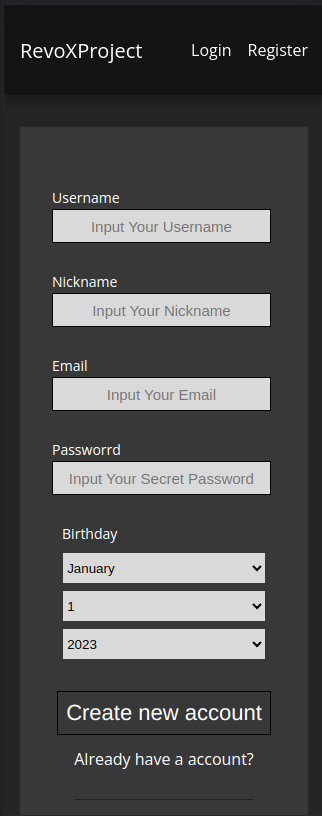 RevoXProject Login Register
Username
Input Your Username
Nickname
Input Your Nickname
Email
Input Your Email
Passworrd
Input Your Secret Password
Birthday
January
1
2023
Create new account
Already have a account?